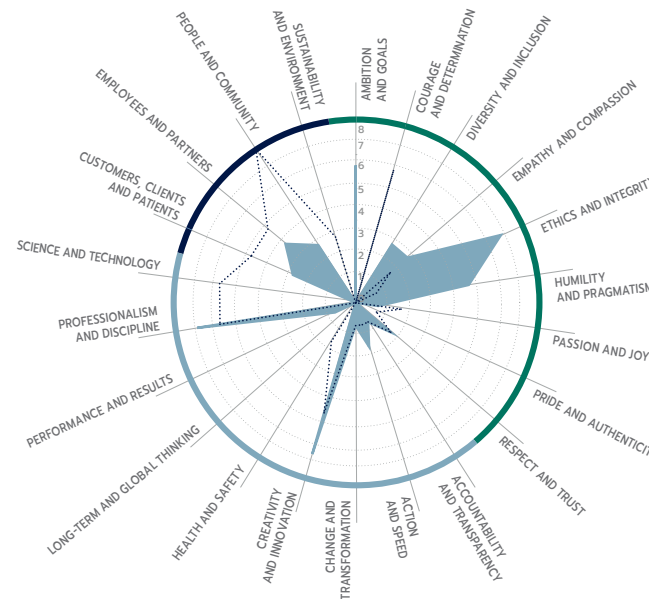 AMBITION
AND GOALS
COURAGE
AND DETERMINATION
DIVERSITY AND INCLUSION
EMPATHY AND COMPASSION
ETHICS AND INTEGRITY
HUMILITY
AND PRAGMATISM
PASSION AND JOY
PRIDE AND AUTHENTICIT
RESPECT AND TRUST
ACCOUNTABILITY
AND TRANSPARENCY
ACTION
AND SPEED
CHANGE AND
TRANSFORMATION
CREATIVITY
AND INNOVATION
HEALTH AND SAFETY
LONG-TERM AND GLOBAL THINKING
PERFORMANCE AND RESULTS
PROFESSIONALISM
AND DISCIPLINE
SCIENCE AND TECHNOLOGY
CUSTOMERS, CLIENTS
AND PATIENTS
EMPLOYEES AND PARTNERS
PEOPLE AND COMMUNITY
SUSTAINABILITY
AND ENVIRONMENT
8
7
6
5
4
3
2
1